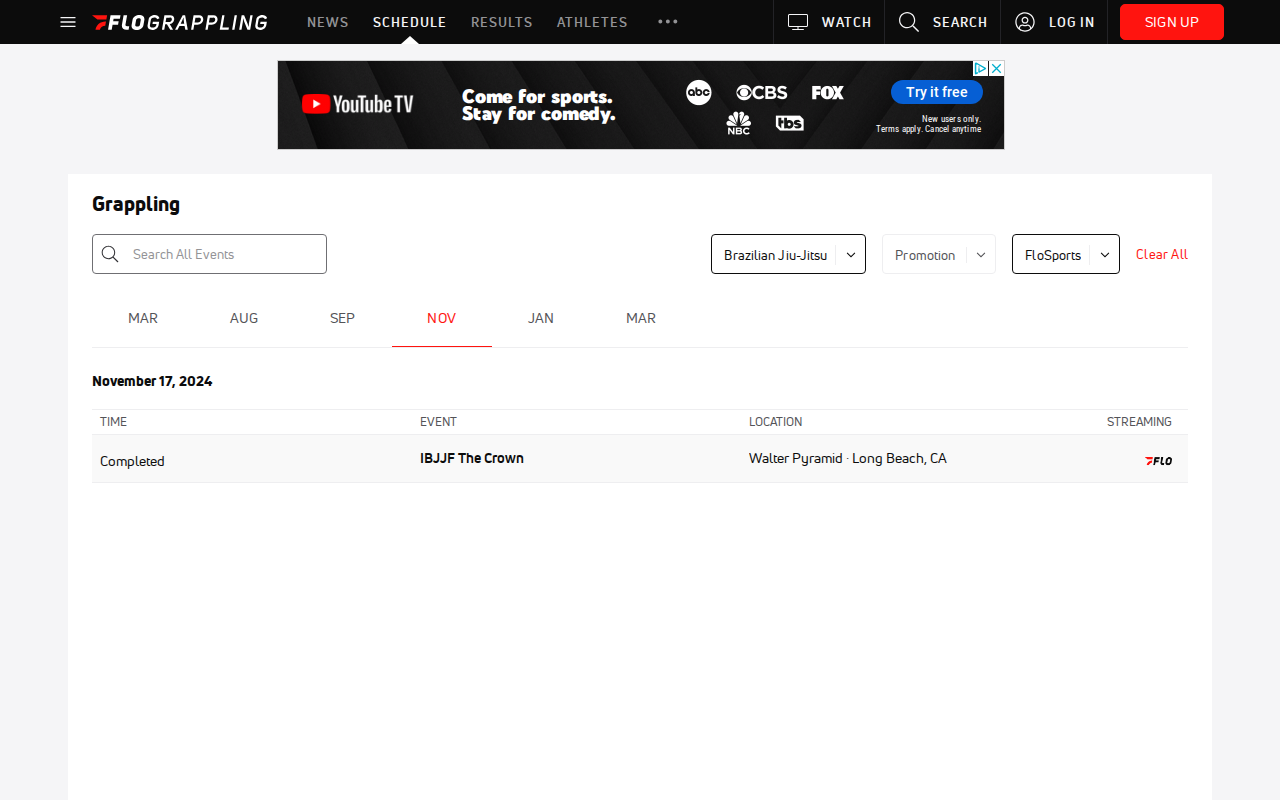 FLOGRAPPLING
NEWS
SCHEDULE
RESULTS
ATHLETES
WATCH
SEARCH
LOG IN
SIGN UP
YouTube TV
Come for sports.
Stay for comedy.
abc
CBS
FOX
NBC
tbs
Try it free
New users only.
Terms apply. Cancel anytime
Grappling
Search All Events
Brazilian Jiu-Jitsu
Promotion
FloSports
Clear All
MAR
AUG
SEP
NOV
JAN
MAR
November 17, 2024
TIME
EVENT
LOCATION
STREAMING
Completed
IBJJF The Crown
Walter Pyramid · Long Beach, CA
FLO